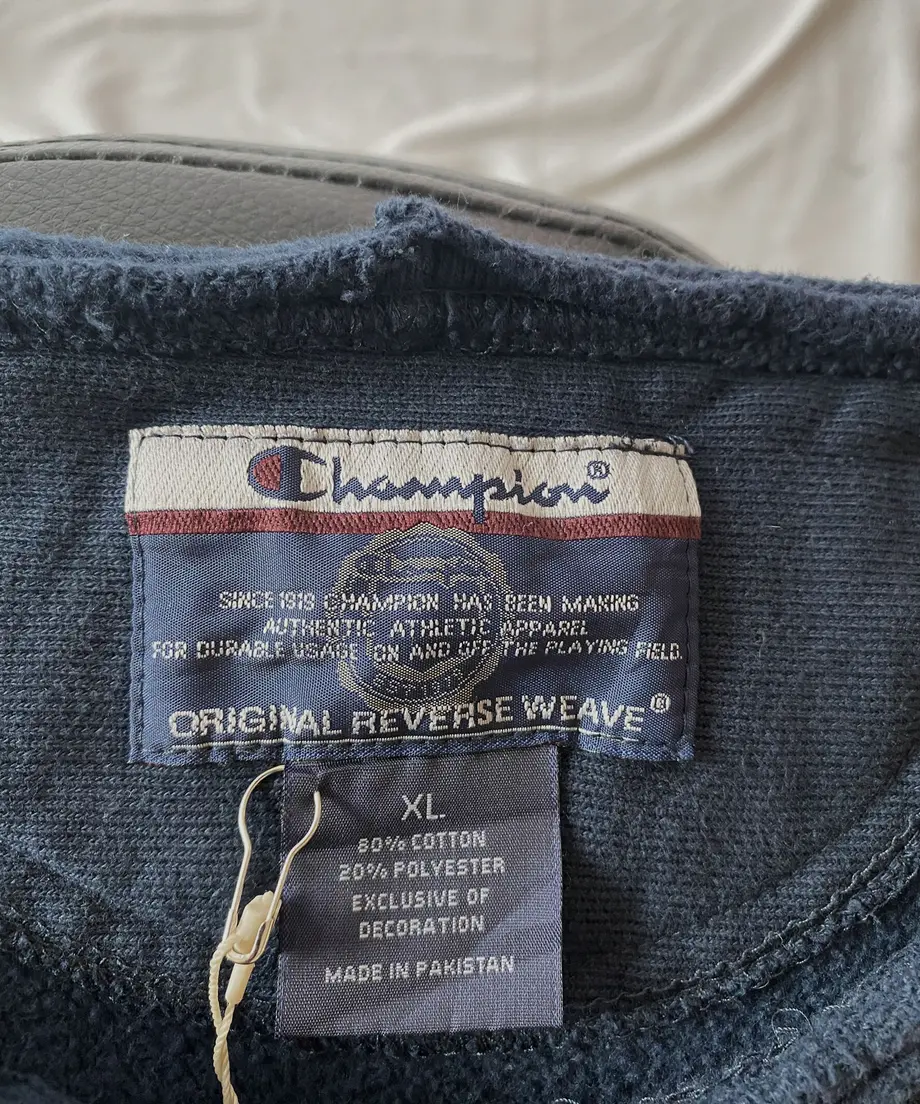 Champion®
SINCE 1919 CHAMPION HAS BEEN MAKING
AUTHENTIC ATHLETIC APPAREL
FOR DURABLE USAGE ON AND OFF THE PLAYING FIELD.
ORIGINAL REVERSE WEAVE®
XL
80% COTTON
20% POLYESTER
EXCLUSIVE OF
DECORATION
MADE IN PAKISTAN